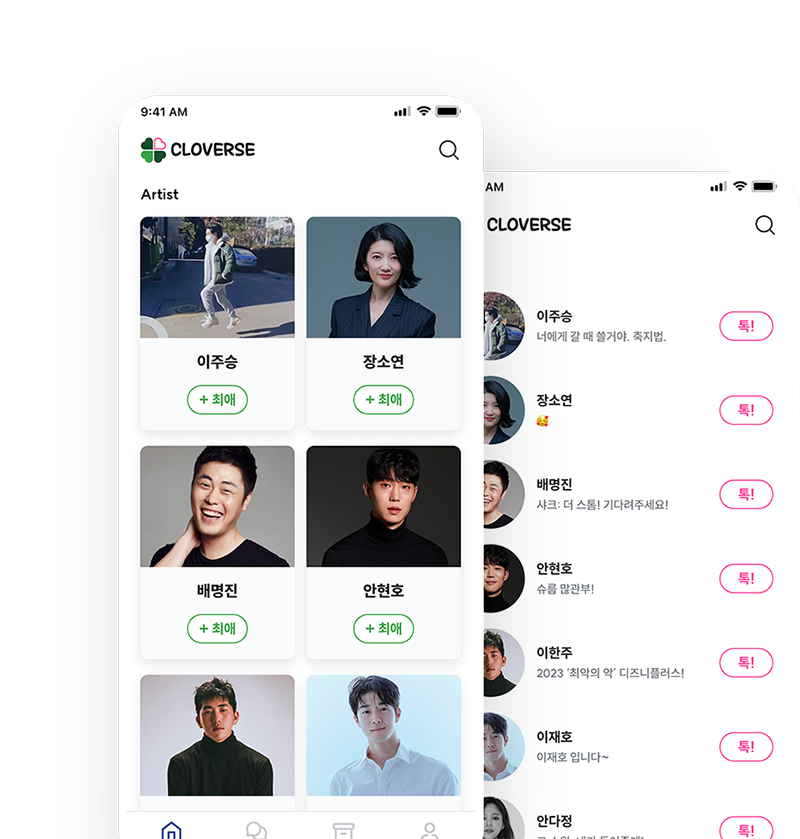 9:41 AM
CLOVERSE
Artist
이주승
+ 최애
장소연
+ 최애
배명진
+ 최애
안현호
+ 최애
AM
CLOVERSE
이주승
너에게 갈 때 쓸거야. 축지법.
톡!
장소연
🥰
톡!
배명진
샤크: 더 스톰! 기다려주세요!
톡!
안현호
슈룹 많관부!
톡!
이한주
2023 '최악의 악' 디즈니플러스!
톡!
이재호
이재호 입니다~
톡!
안다정
톡!